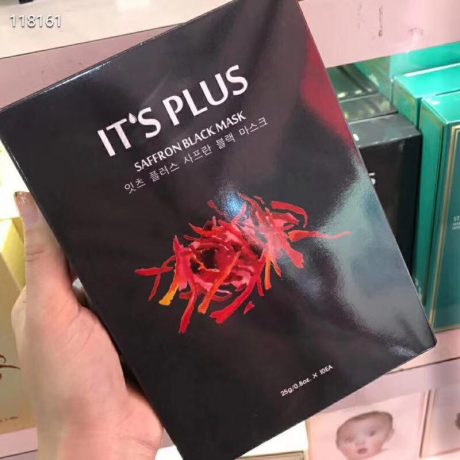 118161
IT'S PLUS
SAFFRON BLACK MASK
잇츠 플러스 사프란 블랙 마스크
25g/0.8oz. × 10EA